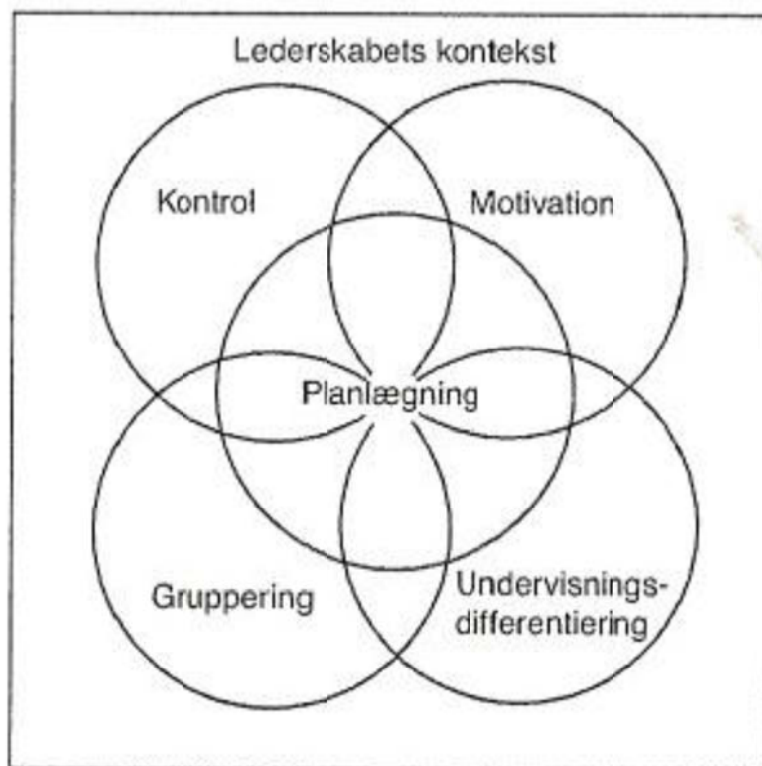 Lederskabets kontekst
Kontrol
Motivation
Planlægning
Gruppering
Undervisnings-
differentiering